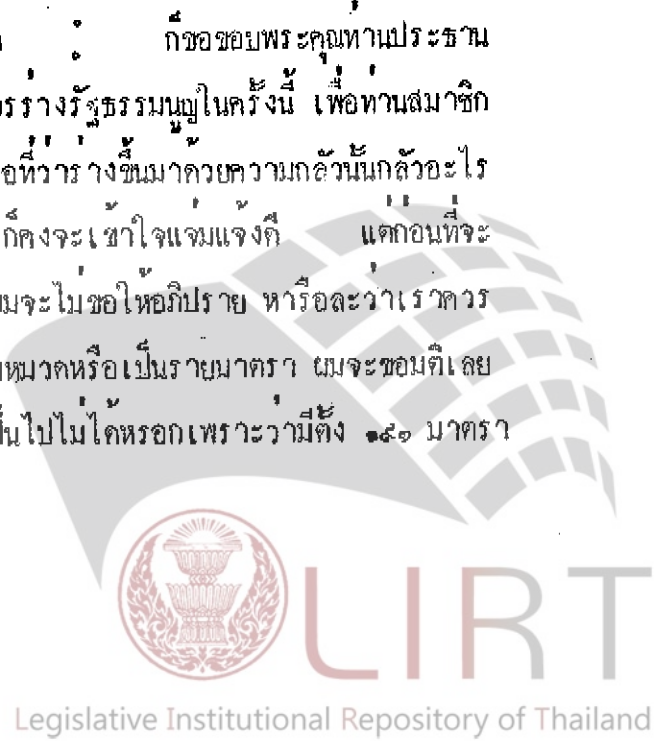 ก็ขอขอบพระคุณท่านประธาน
รร่างรัฐธรรมนูญในครั้งนี้ เพื่อท่านสมาชิก
อที่ว่าร่างขึ้นมาด้วยความกลัวนั้นกลัวอะไร
ก็คงจะเข้าใจแจ่มแจ้งดี แต่ก่อนที่จะ
มจะไม่ขอให้อภิปราย หารือละว่าเราควร
หมวดหรือเป็นรายมาตรา ผมจะขอมติเลย
ั้นไปไม่ได้หรอกเพราะว่ามีตั้ง ๑๙๑ มาตรา
LIRT
Legislative Institutional Repository of Thailand